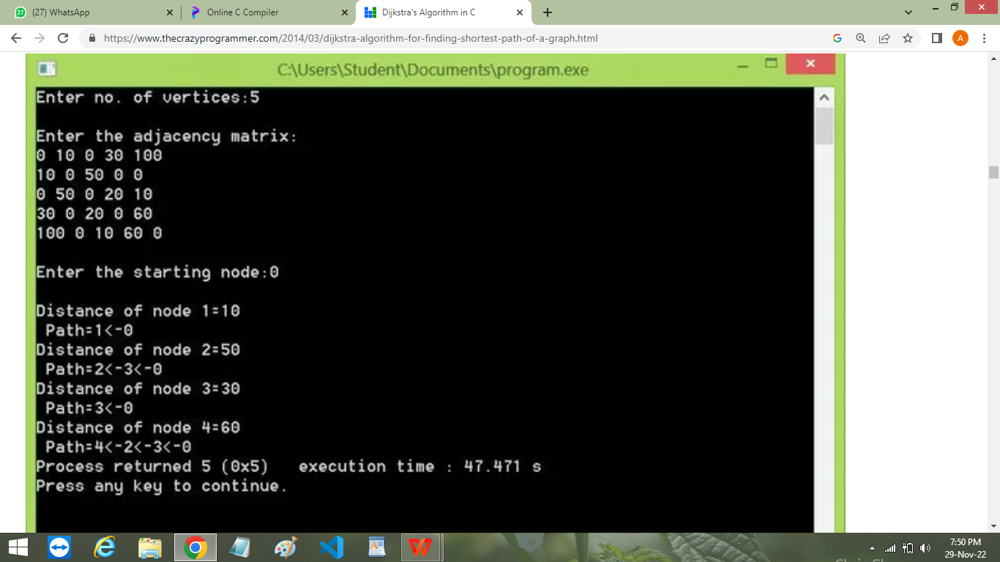 (27) WhatsApp
Online C Compiler
Dijkstra's Algorithm in C
https://www.thecrazyprogrammer.com/2014/03/dijkstra-algorithm-for-finding-shortest-path-of-a-graph.html
A
C:\Users\Student\Documents\program.exe
Enter no. of vertices:5
Enter the adjacency matrix:
0 10 0 30 100
10 0 50 0 0
0 50 0 20 10
30 0 20 0 60
100 0 10 60 0
Enter the starting node:0
Distance of node 1=10
Path=1<-0
Distance of node 2=50
Path=2<-3<-0
Distance of node 3=30
Path=3<-0
Distance of node 4=60
Path=4<-2<-3<-0
Process returned 5 (0x5) execution time : 47.471 s
Press any key to continue.
7:50 PM
29-Nov-22